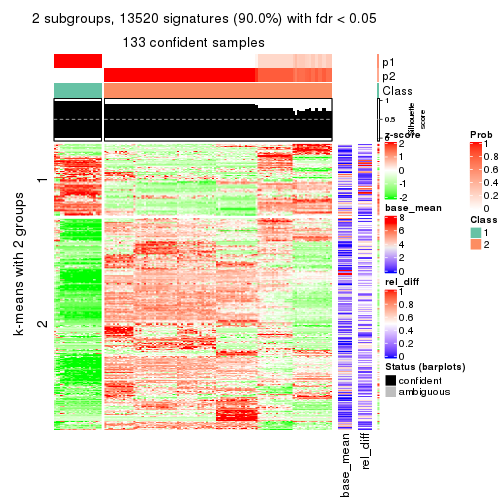 2 subgroups, 13520 signatures (90.0%) with fdr < 0.05
133 confident samples
p1
p2
Class
1
0.5
0
Silhouette
score
k-means with 2 groups
1
2
base_mean
rel_diff
z-score
2
1
0
-1
-2
base_mean
8
6
4
2
0
rel_diff
1
0.8
0.6
0.4
0.2
0
Status (barplots)
confident
ambiguous
Prob
1
0.8
0.6
0.4
0.2
0
Class
1
2